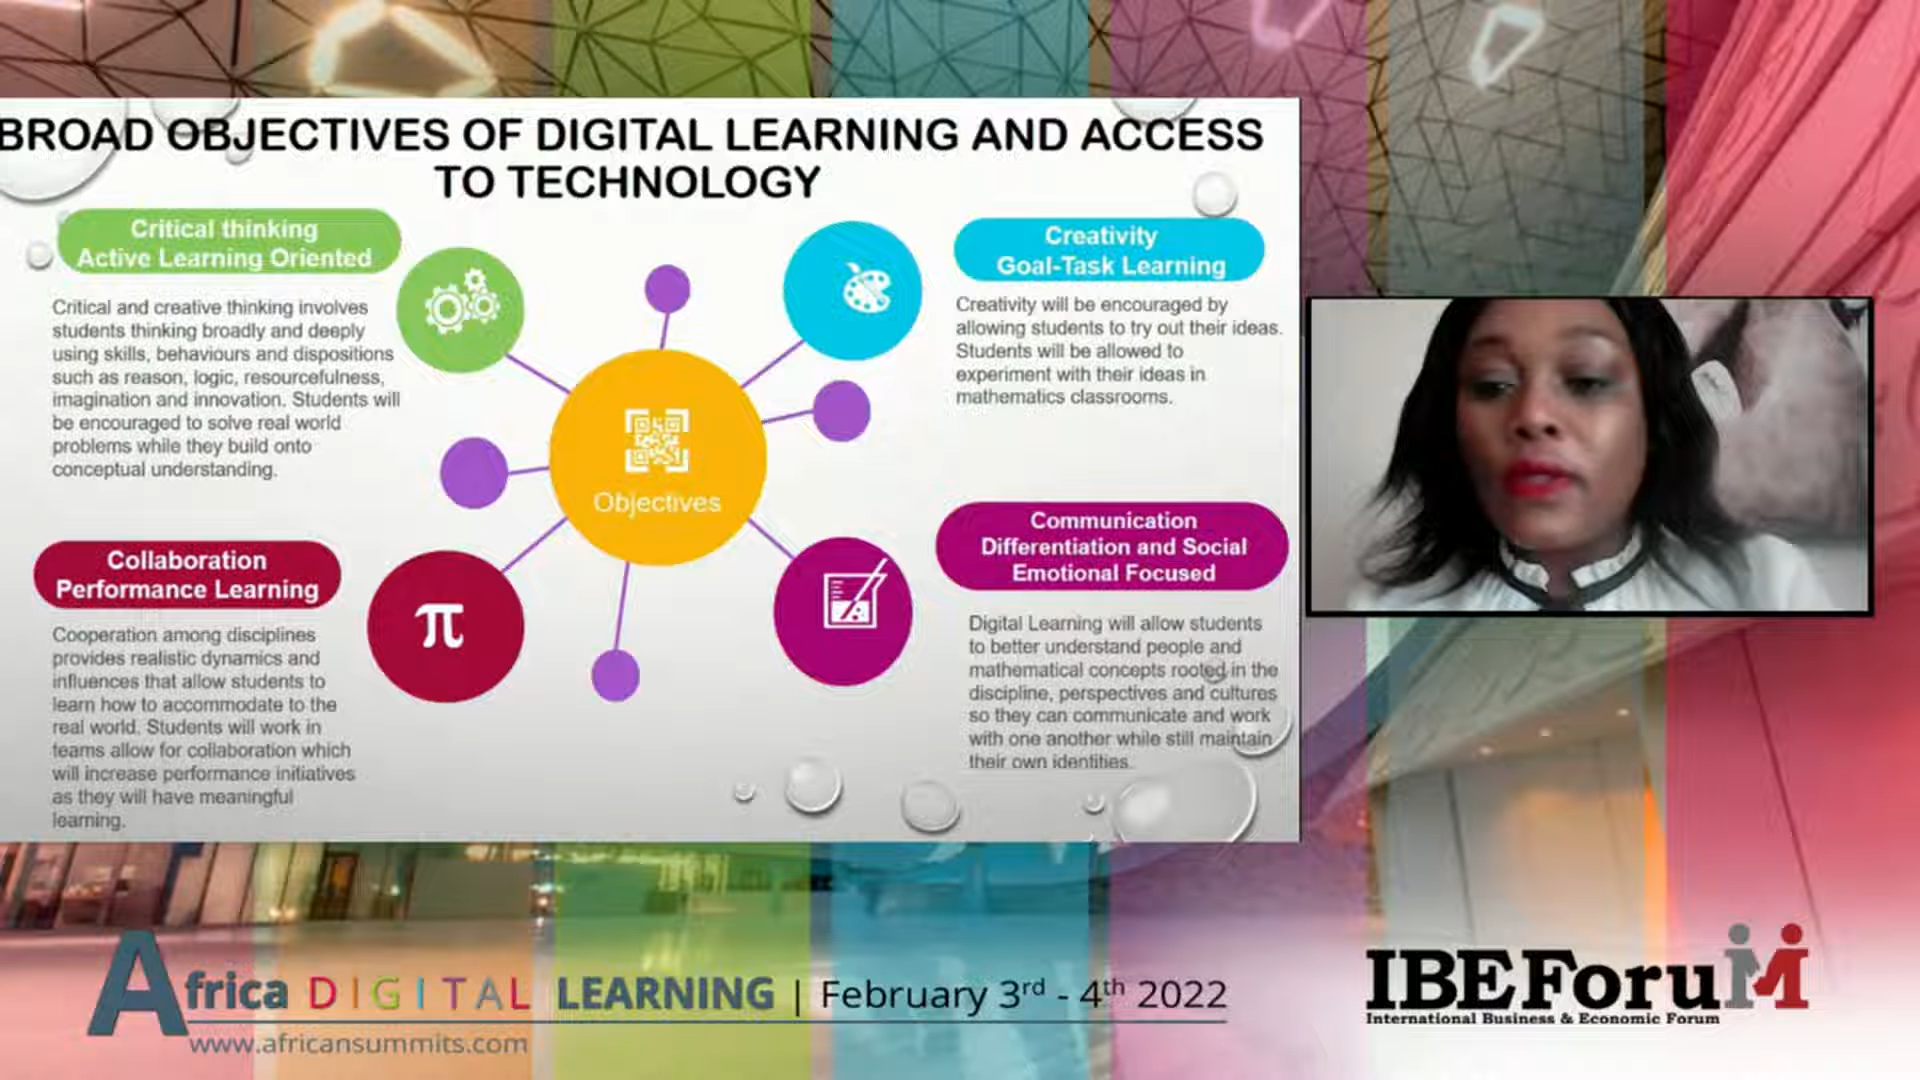 BROAD OBJECTIVES OF DIGITAL LEARNING AND ACCESS
TO TECHNOLOGY
Critical thinking
Active Learning Oriented
Critical and creative thinking involves
students thinking broadly and deeply
using skills, behaviours and dispositions
such as reason, logic, resourcefulness,
imagination and innovation. Students will
be encouraged to solve real world
problems while they build onto
conceptual understanding.
Creativity
Goal-Task Learning
Creativity will be encouraged by
allowing students to try out their ideas.
Students will be allowed to
experiment with their ideas in
mathematics classrooms.
Objectives
π
Collaboration
Performance Learning
Cooperation among disciplines
provides realistic dynamics and
influences that allow students to
learn how to accommodate to the
real world. Students will work in
teams allow for collaboration which
will increase performance initiatives
as they will have meaningful
learning.
Communication
Differentiation and Social
Emotional Focused
Digital Learning will allow students
to better understand people and
mathematical concepts rooted in the
discipline, perspectives and cultures
so they can communicate and work
with one another while still maintain
their own identities.
Africa DIGITAL LEARNING | February 3rd - 4th 2022
www.africansummits.com
IBEForuM
International Business & Economic Forum